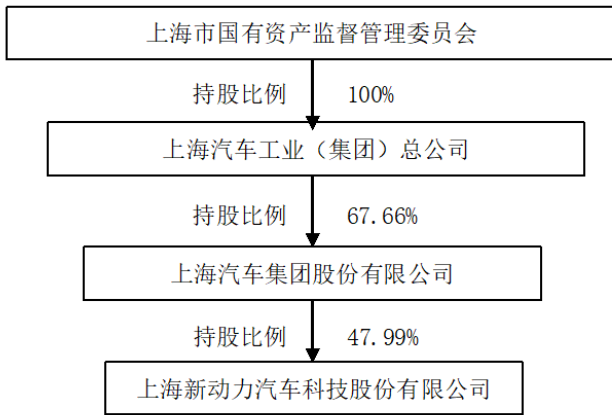 上海市国有资产监督管理委员会
持股比例 100%
上海汽车工业（集团）总公司
持股比例 67.66%
上海汽车集团股份有限公司
持股比例 47.99%
上海新动力汽车科技股份有限公司